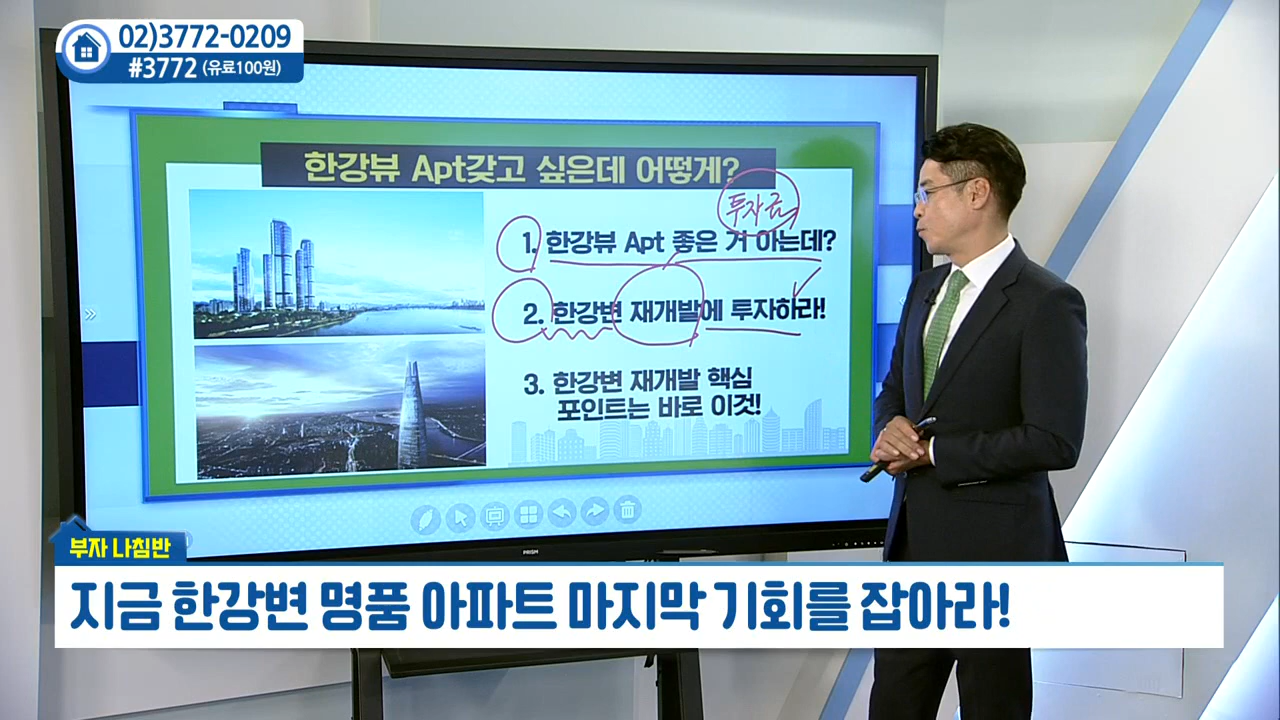 02)3772-0209
#3772 (유료100원)
한강뷰 Apt갖고 싶은데 어떻게?
투자금
1. 한강뷰 Apt 좋은 거 아는데?
2. 한강변 재개발에 투자하라!
3. 한강변 재개발 핵심
포인트는 바로 이것!
PRISM
부자 나침반
지금 한강변 명품 아파트 마지막 기회를 잡아라!